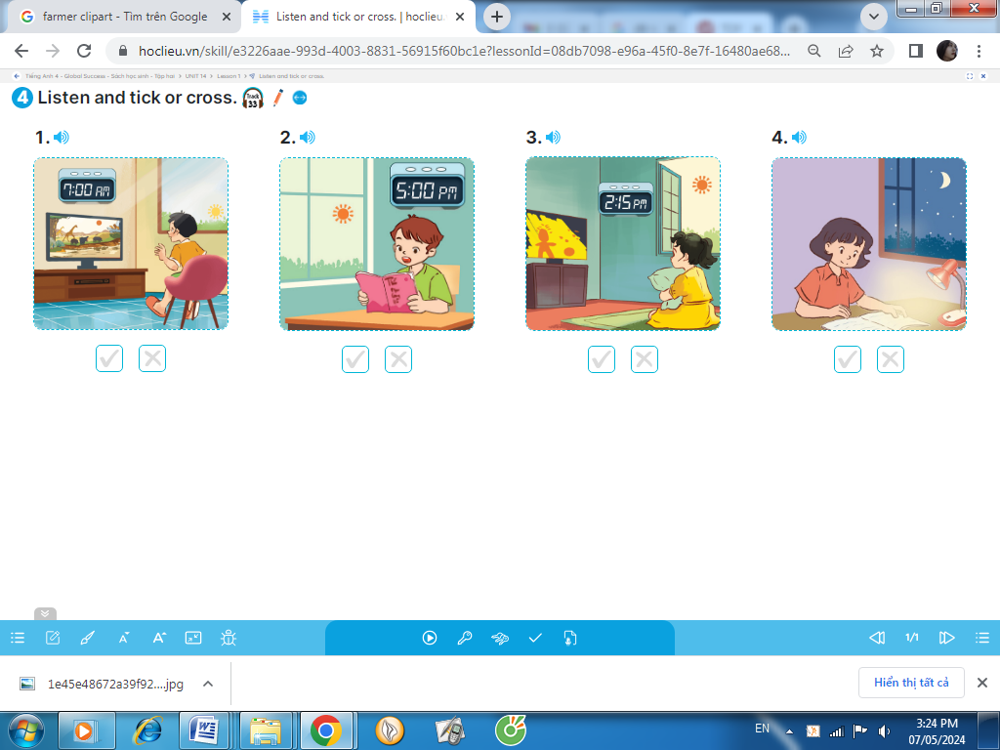 farmer clipart - Tìm trên Google
Listen and tick or cross. | hoclieu.
hoclieu.vn/skill/e3226aae-993d-4003-8831-56915f60bc1e?lessonId=08db7098-e96a-45f0-8e7f-16480ae68...
Tiếng Anh 4 - Global Success - Sách học sinh - Tập hai > UNIT 14 > Lesson 1 > Listen and tick or cross.
4 Listen and tick or cross. Track 33
1. 2. 3. 4.
7:00 AM
5:00 PM
2:15 PM
1/1
1e45e48672a39f92....jpg
Hiển thị tất cả
EN
3:24 PM
07/05/2024